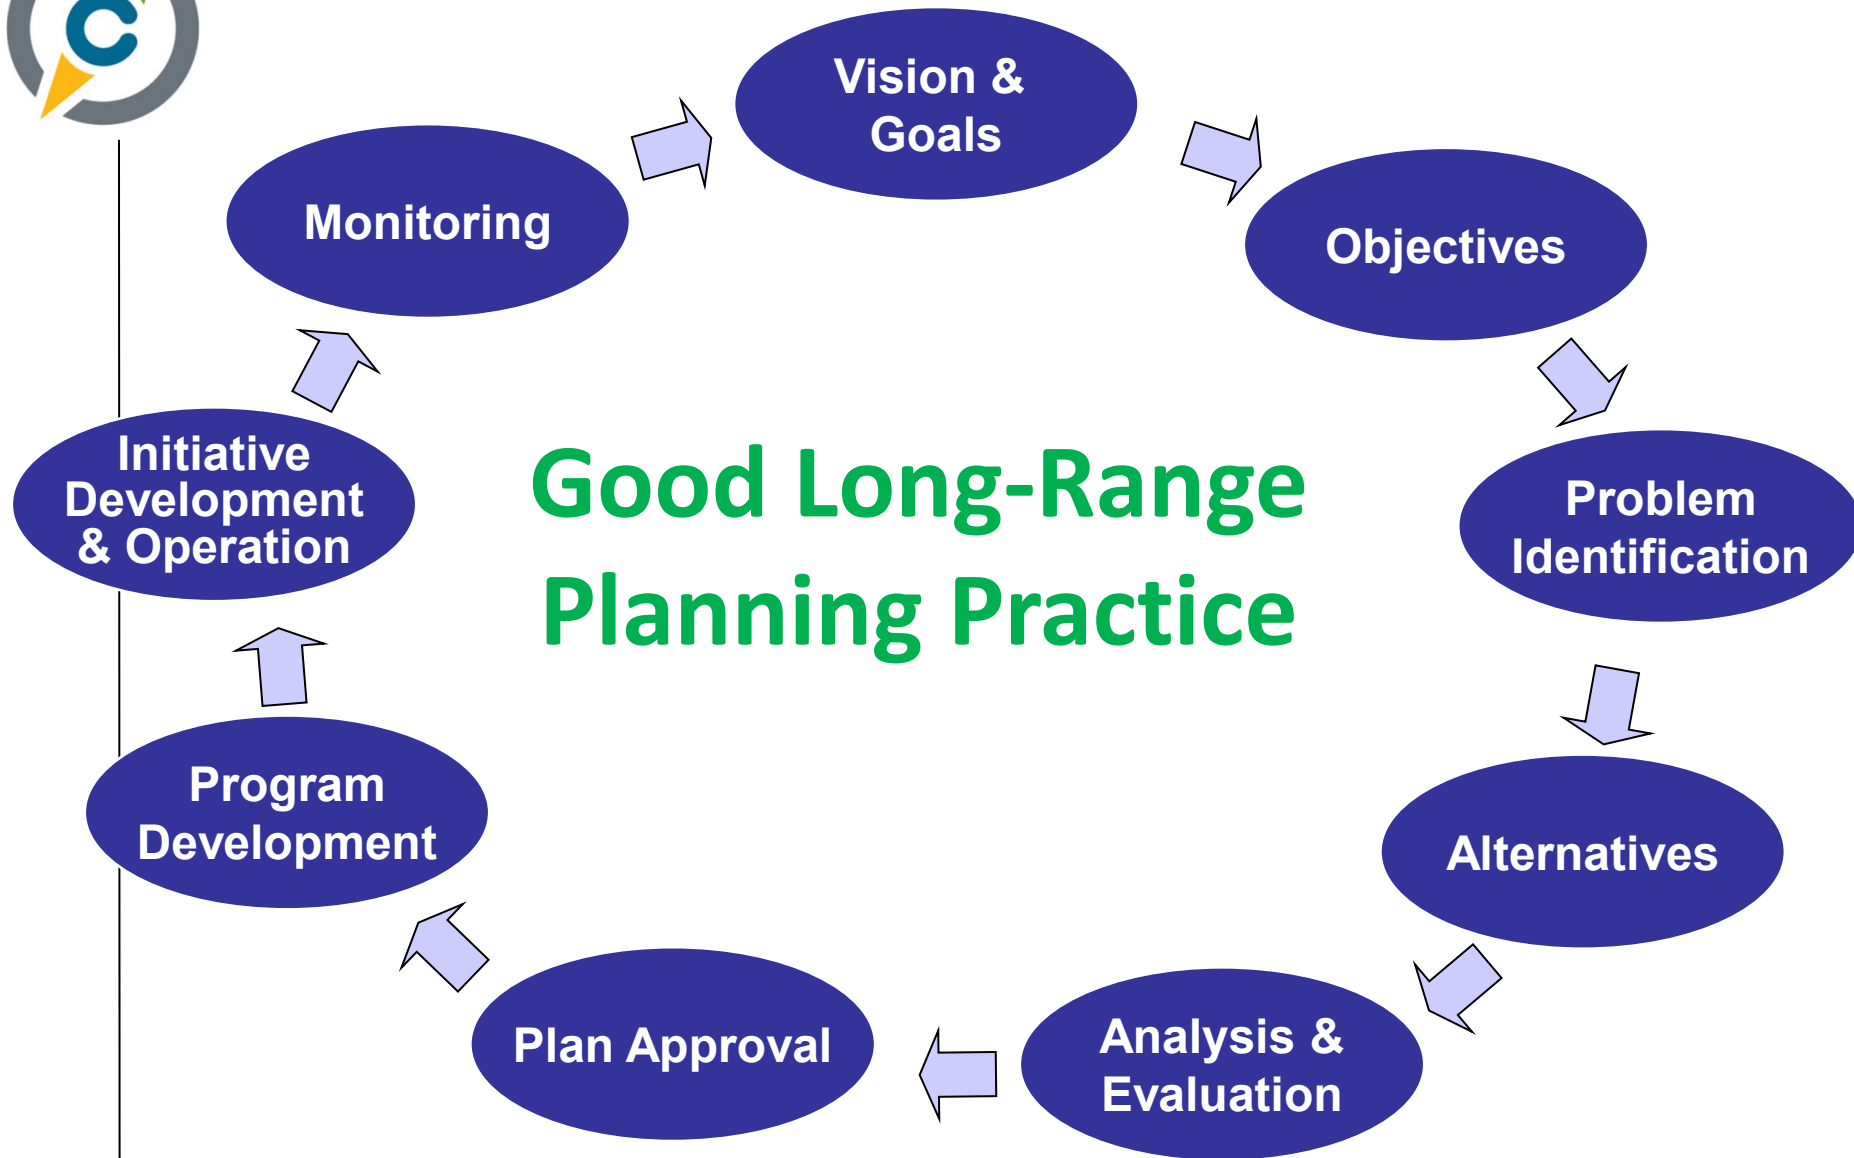 C
Vision &
Goals
Objectives
Problem
Identification
Alternatives
Analysis &
Evaluation
Plan Approval
Program
Development
Initiative
Development
& Operation
Monitoring
Good Long-Range
Planning Practice